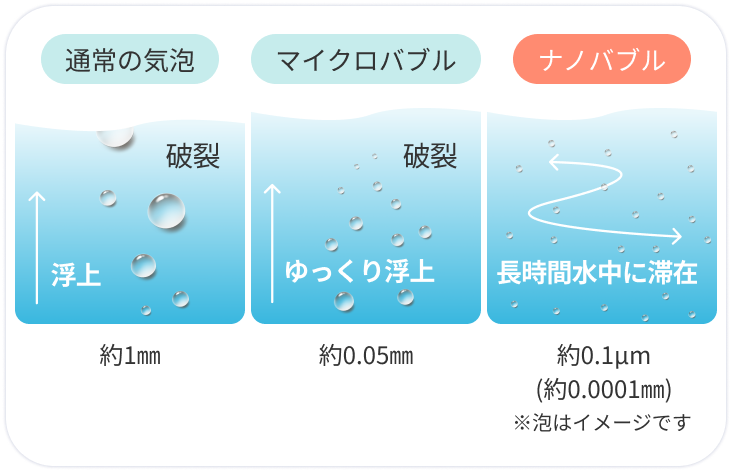 通常の気泡
マイクロバブル
ナノバブル
破裂
浮上
破裂
ゆっくり浮上
長時間水中に滞在
約1㎜
約0.05㎜
約0.1μm
(約0.0001㎜)
※泡はイメージです